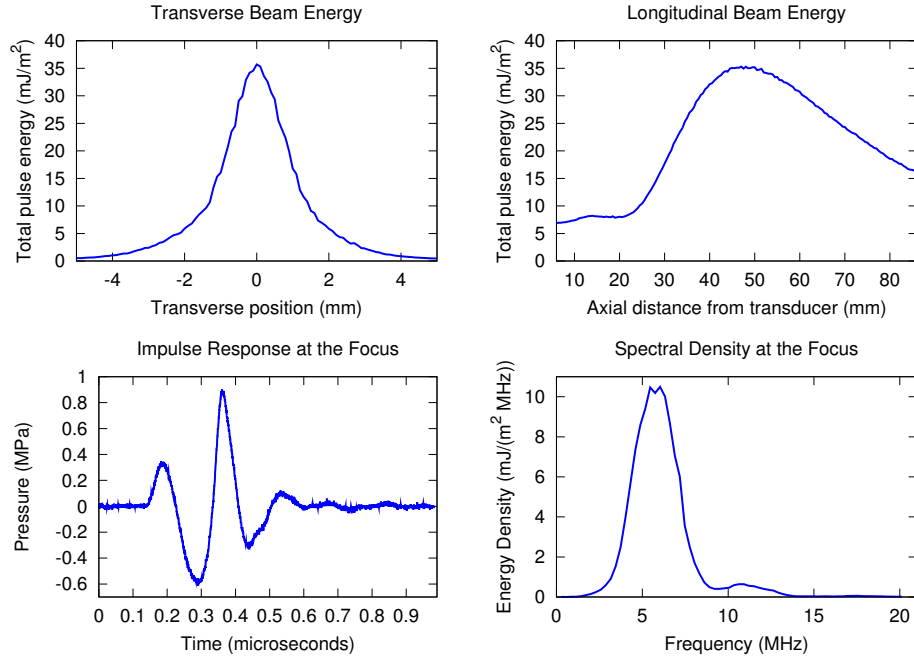 Transverse Beam Energy
Total pulse energy (mJ/m²)
40
35
30
25
20
15
10
5
0
-4 -2 0 2 4
Transverse position (mm)
Longitudinal Beam Energy
Total pulse energy (mJ/m²)
40
35
30
25
20
15
10
5
0
10 20 30 40 50 60 70 80
Axial distance from transducer (mm)
Impulse Response at the Focus
Pressure (MPa)
1
0.8
0.6
0.4
0.2
0
-0.2
-0.4
-0.6
0 0.1 0.2 0.3 0.4 0.5 0.6 0.7 0.8 0.9
Time (microseconds)
Spectral Density at the Focus
Energy Density (mJ/(m² MHz))
10
8
6
4
2
0
0 5 10 15 20
Frequency (MHz)